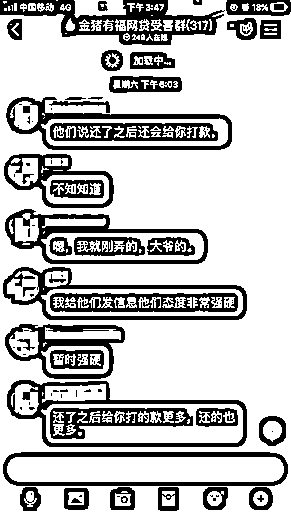 中国移动 4G 下午3:47 18%
金猪有福网贷受害群(317)
248人在线
加载中...
星期六 下午6:03
他们说还了之后还会给你打款。
不知知道
嗯，我就刚弄的，大爷的。
我给他们发信息他们态度非常强硬
暂时强硬
还了之后给你打的款更多，还的也
更多。